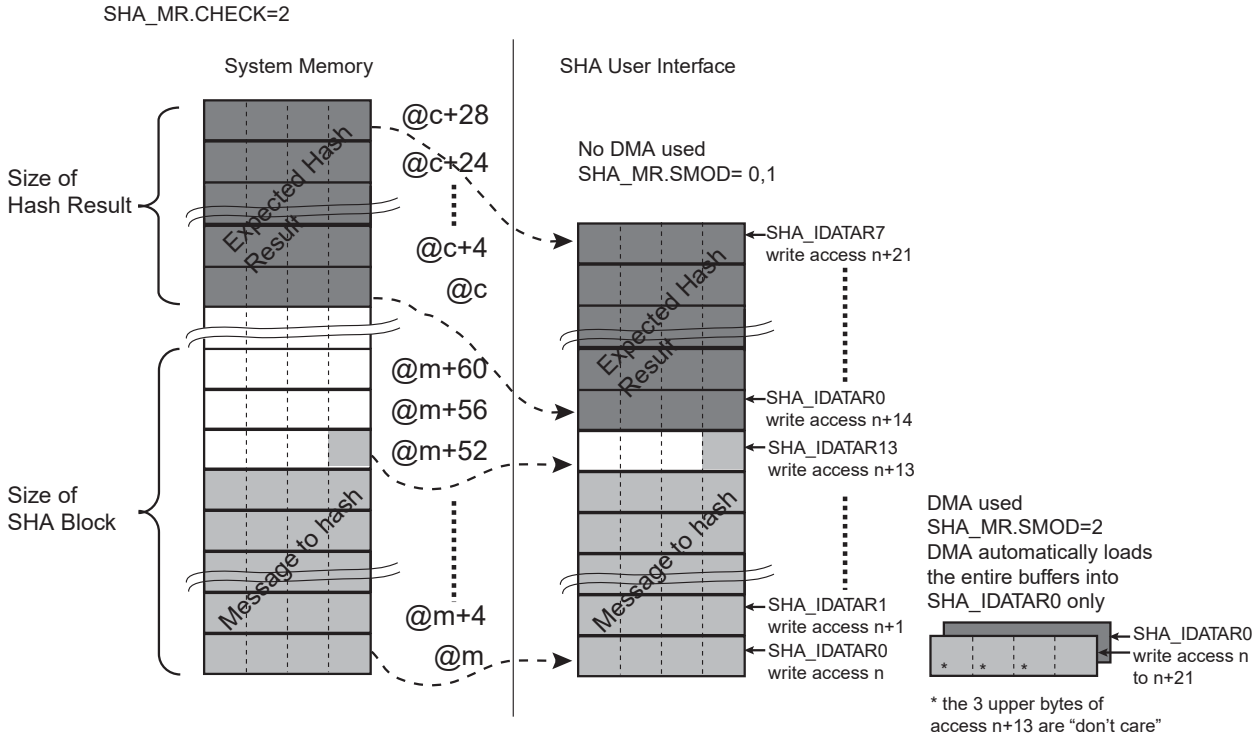 SHA_MR.CHECK=2
System Memory
SHA User Interface
Size of
Hash Result
Expected Hash
Result
@c+28
@c+24
@c+4
@c
@m+60
@m+56
@m+52
Size of
SHA Block
Message to hash
@m+4
@m
No DMA used
SHA_MR.SMOD= 0,1
Expected Hash
Result
Message to hash
SHA_IDATAR7
write access n+21
SHA_IDATAR0
write access n+14
SHA_IDATAR13
write access n+13
SHA_IDATAR1
write access n+1
SHA_IDATAR0
write access n
DMA used
SHA_MR.SMOD=2
DMA automatically loads
the entire buffers into
SHA_IDATAR0 only
* * *
SHA_IDATAR0
write access n
to n+21
* the 3 upper bytes of
access n+13 are “don’t care”